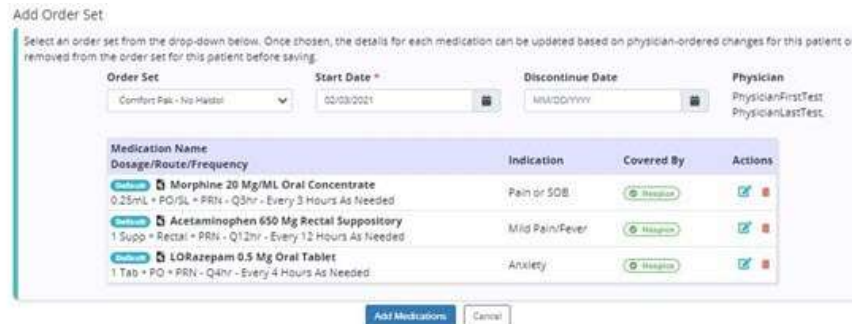 Add Order Set
Select an order set from the drop-down below. Once chosen, the details for each medication can be updated based on physician-ordered changes for this patient o
removed from the order set for this patient before saving.
Order Set Start Date * Discontinue Date Physician
Comfort Pak - No Haldol 02/03/2021 MM/DD/YYYY PhysicianFirstTest
PhysicianLastTest,
Medication Name
Dosage/Route/Frequency Indication Covered By Actions
Default Morphine 20 Mg/ML Oral Concentrate
0.25mL • PO/SL • PRN - Q3hr - Every 3 Hours As Needed Pain or SOB Hospice
Default Acetaminophen 650 Mg Rectal Suppository
1 Supp • Rectal • PRN - Q12hr - Every 12 Hours As Needed Mild Pain/Fever Hospice
Default LORazepam 0.5 Mg Oral Tablet
1 Tab • PO • PRN - Q4hr - Every 4 Hours As Needed Anxiety Hospice
Add Medications Cancel